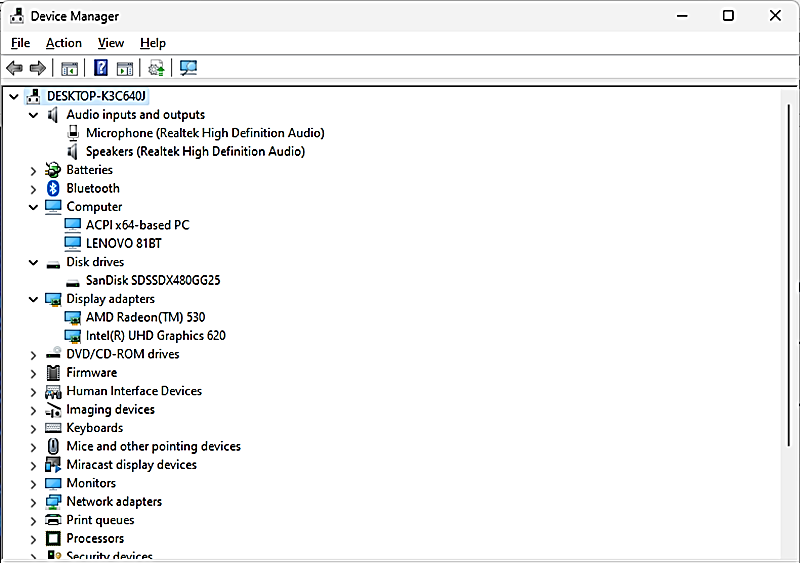 Device Manager
File Action View Help
DESKTOP-K3C640J
Audio inputs and outputs
Microphone (Realtek High Definition Audio)
Speakers (Realtek High Definition Audio)
Batteries
Bluetooth
Computer
ACPI x64-based PC
LENOVO 81BT
Disk drives
SanDisk SDSSDX480GG25
Display adapters
AMD Radeon(TM) 530
Intel(R) UHD Graphics 620
DVD/CD-ROM drives
Firmware
Human Interface Devices
Imaging devices
Keyboards
Mice and other pointing devices
Miracast display devices
Monitors
Network adapters
Print queues
Processors
Security devices